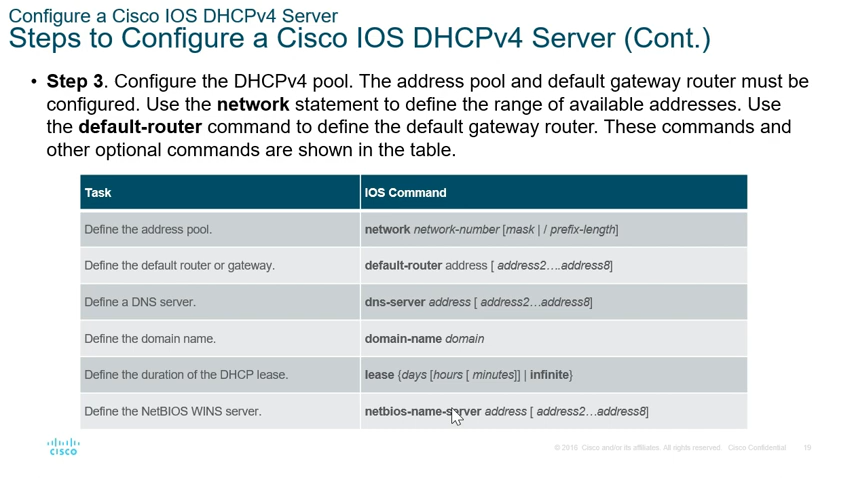 Configure a Cisco IOS DHCPv4 Server
Steps to Configure a Cisco IOS DHCPv4 Server (Cont.)
• Step 3. Configure the DHCPv4 pool. The address pool and default gateway router must be
configured. Use the network statement to define the range of available addresses. Use
the default-router command to define the default gateway router. These commands and
other optional commands are shown in the table.
Task IOS Command
Define the address pool. network network-number [mask | / prefix-length]
Define the default router or gateway. default-router address [ address2….address8]
Define a DNS server. dns-server address [ address2…address8]
Define the domain name. domain-name domain
Define the duration of the DHCP lease. lease {days [hours [ minutes]] | infinite}
Define the NetBIOS WINS server. netbios-name-server address [ address2…address8]
CISCO
© 2016 Cisco and/or its affiliates. All rights reserved. Cisco Confidential 19